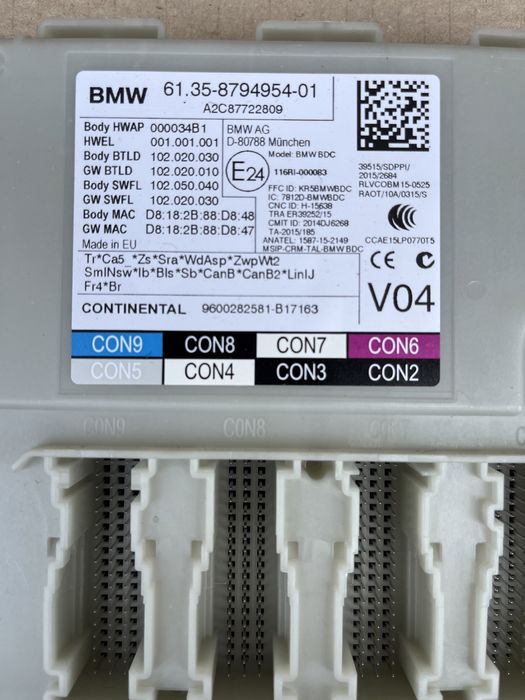 BMW 61.35-8794954-01
A2C87722809
Body HWAP 000034B1
HWEL 001.001.001
Body BTLD 102.020.030
GW BTLD 102.020.010
Body SWFL 102.050.040
GW SWFL 102.020.030
Body MAC D8:18:2B:88:D8:48
GW MAC D8:18:2B:88:D8:47
Made in EU
BMW AG
D-80788 München
Model: BMW BDC
E24
116RI-000083
FCC ID: KR5BMWBDC
IC: 7812D-BMWBDC
CNC ID: H-15638
TRA ER39252/15
CMIIT ID: 2014DJ6268
TA-2015/185
ANATEL: 1587-15-2149
MSIP-CRM-TAL-BMW BDC
39515/SDPPI/
2015/2684
RLVCOBM15-0525
RAOT/10A/0315/S
CCC
CCAE15LP0770T5
CE
V04
Tr*Ca5_*Zs*Sra*WdAsp*ZwpWt2
SmlNsw*Ib*Bls*Sb*CanB*CanB2*LinIJ
Fr4*Br
CONTINENTAL 9600282581-B17163
CON9 CON8 CON7 CON6
CON5 CON4 CON3 CON2
CON9 CON8 CON7